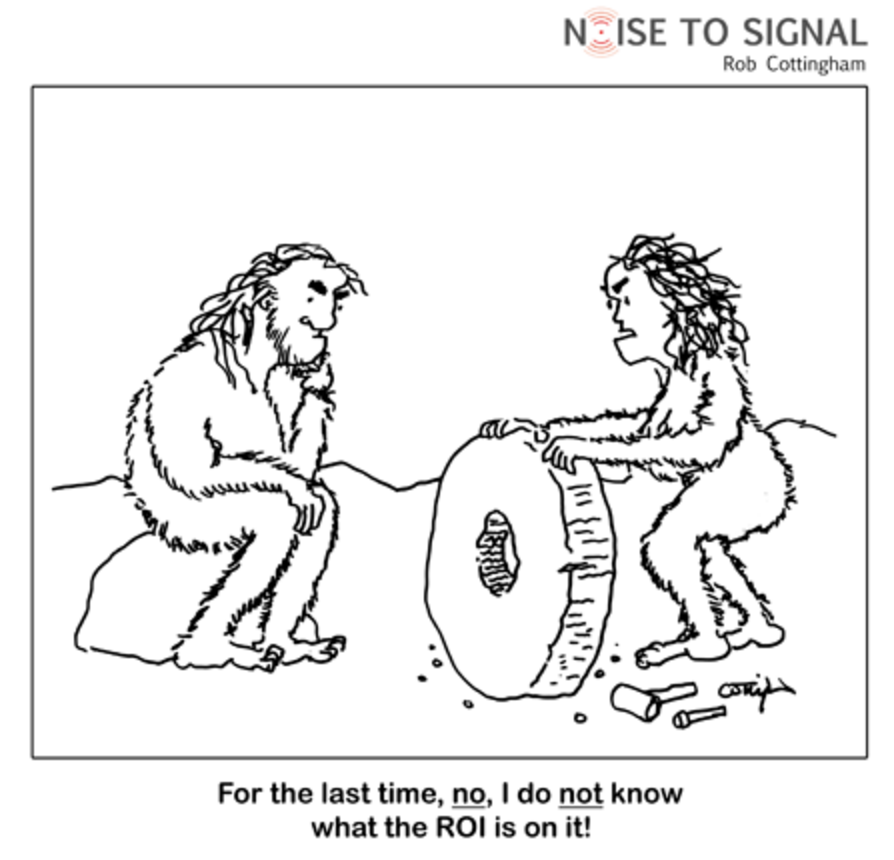 NOISE TO SIGNAL
Rob Cottingham
For the last time, no, I do not know
what the ROI is on it!